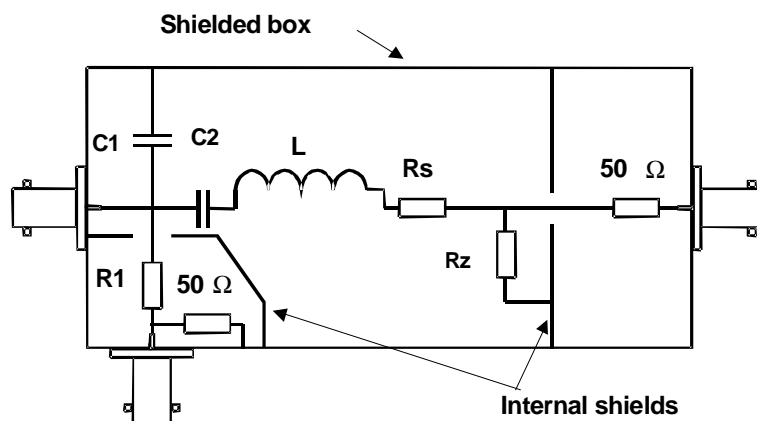 Shielded box
C1
C2
L
Rs
50 Ω
Rz
R1
50 Ω
Internal shields